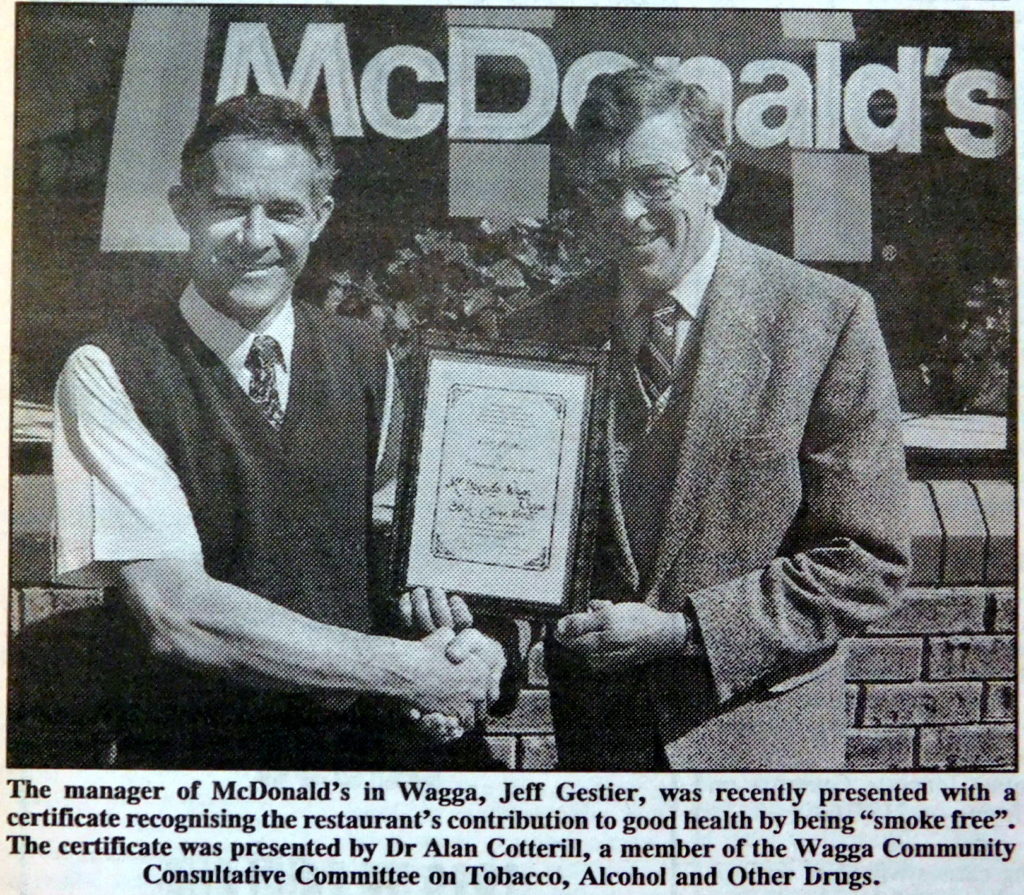 McDonald's
®
The manager of McDonald's in Wagga, Jeff Gestier, was recently presented with a
certificate recognising the restaurant's contribution to good health by being “smoke free”.
The certificate was presented by Dr Alan Cotterill, a member of the Wagga Community
Consultative Committee on Tobacco, Alcohol and Other Drugs.